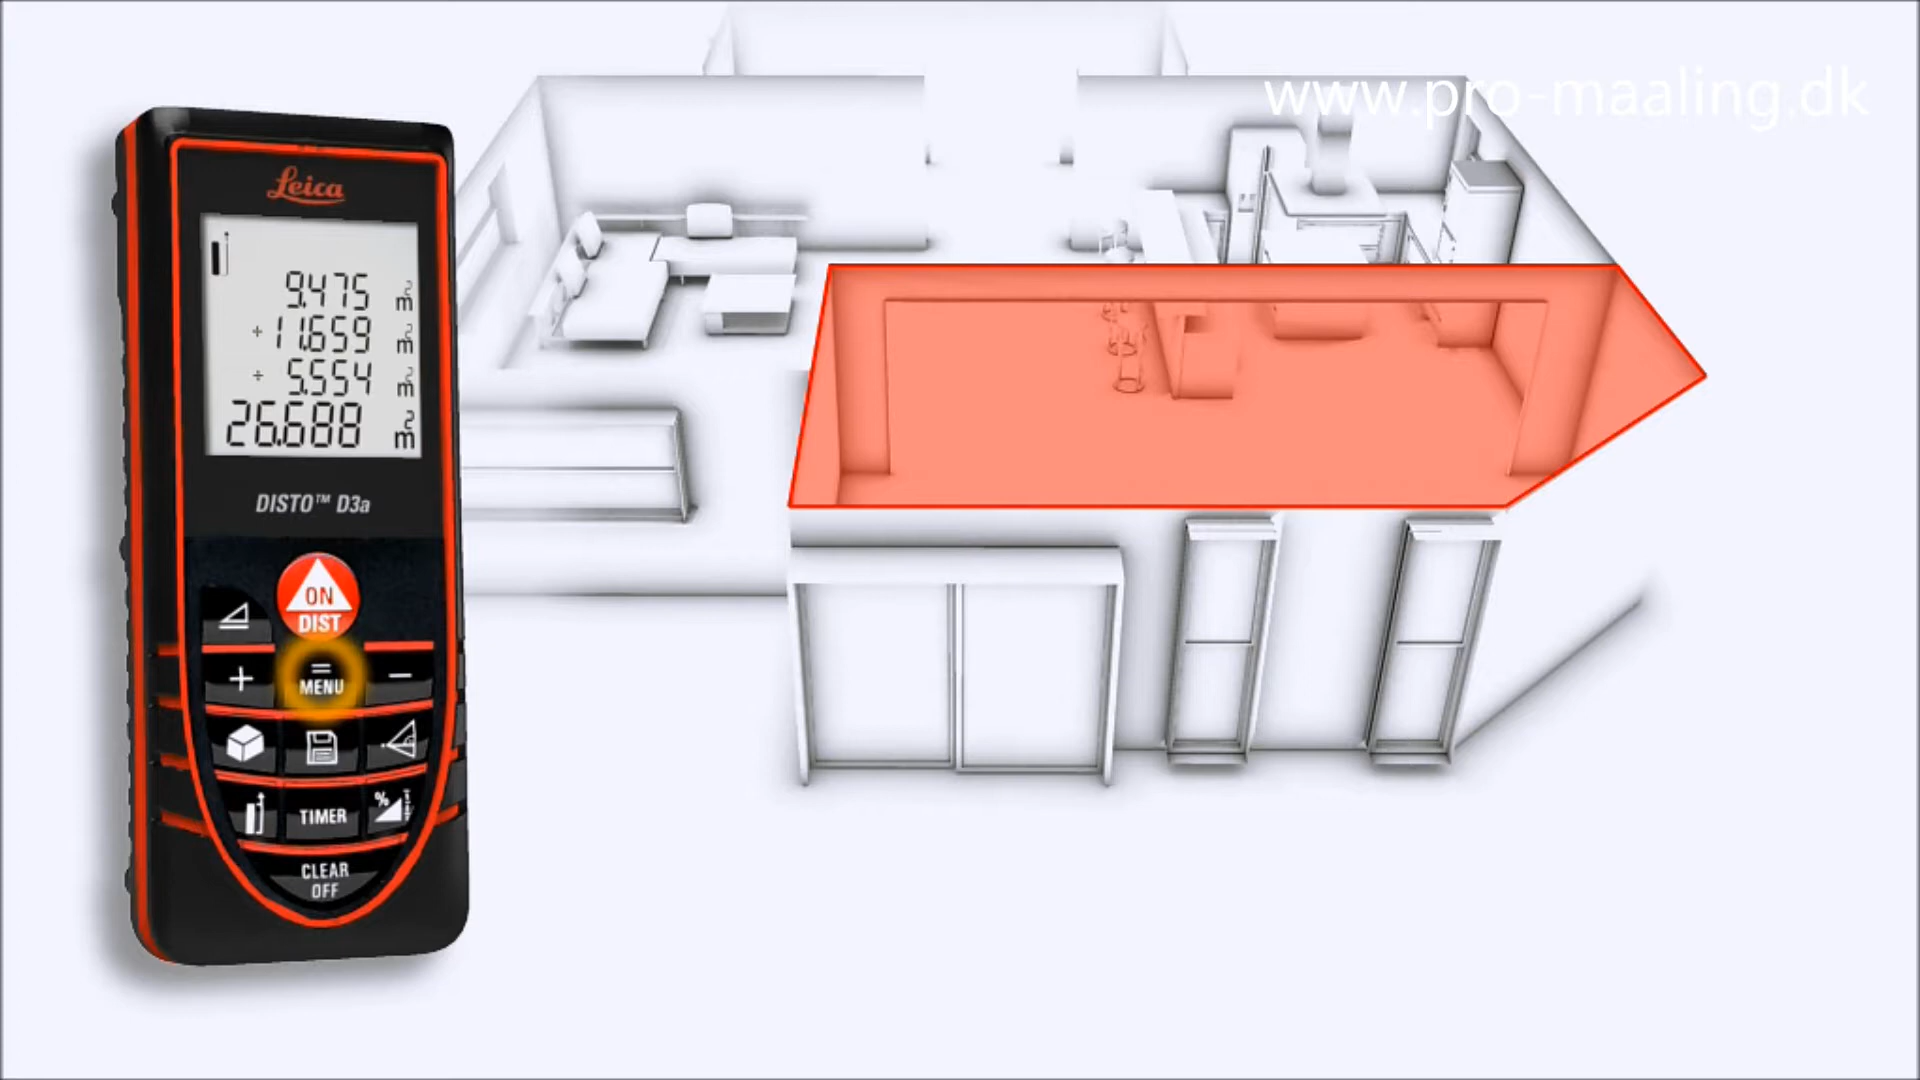 www.pro-maaling.dk
Leica
9.475 m²
+ 11.659 m²
+ 5.554 m²
26.688 m²
DISTO™ D3a
ON
DIST
+ = −
MENU
TIMER %
CLEAR
OFF